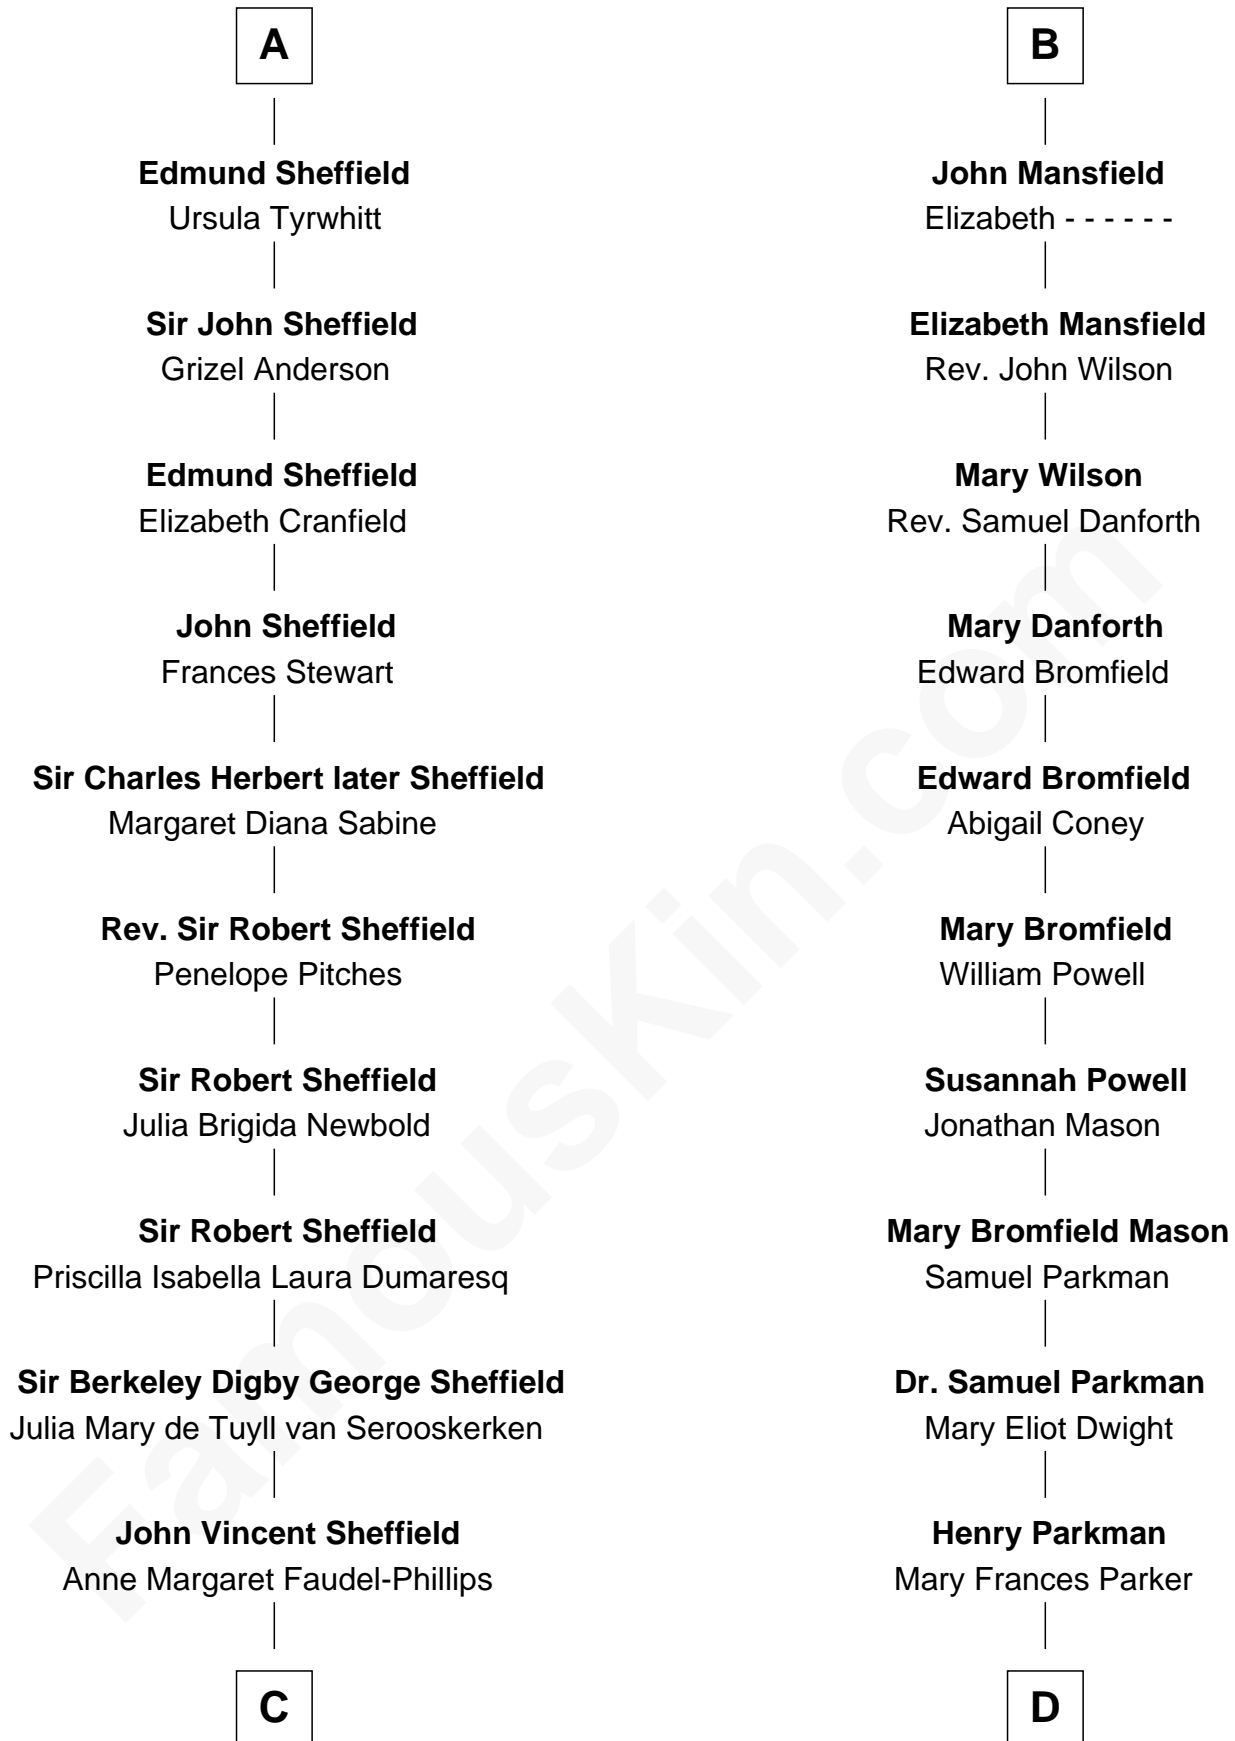 A
Edmund Sheffield
Ursula Tyrwhitt
Sir John Sheffield
Grizel Anderson
Edmund Sheffield
Elizabeth Cranfield
John Sheffield
Frances Stewart
Sir Charles Herbert later Sheffield
Margaret Diana Sabine
Rev. Sir Robert Sheffield
Penelope Pitches
Sir Robert Sheffield
Julia Brigida Newbold
Sir Robert Sheffield
Priscilla Isabella Laura Dumaresq
Sir Berkeley Digby George Sheffield
Julia Mary de Tuyll van Serooskerken
John Vincent Sheffield
Anne Margaret Faudel-Phillips
C
B
John Mansfield
Elizabeth - - - - - -
Elizabeth Mansfield
Rev. John Wilson
Mary Wilson
Rev. Samuel Danforth
Mary Danforth
Edward Bromfield
Edward Bromfield
Abigail Coney
Mary Bromfield
William Powell
Susannah Powell
Jonathan Mason
Mary Bromfield Mason
Samuel Parkman
Dr. Samuel Parkman
Mary Eliot Dwight
Henry Parkman
Mary Frances Parker
D
FamousKin.com